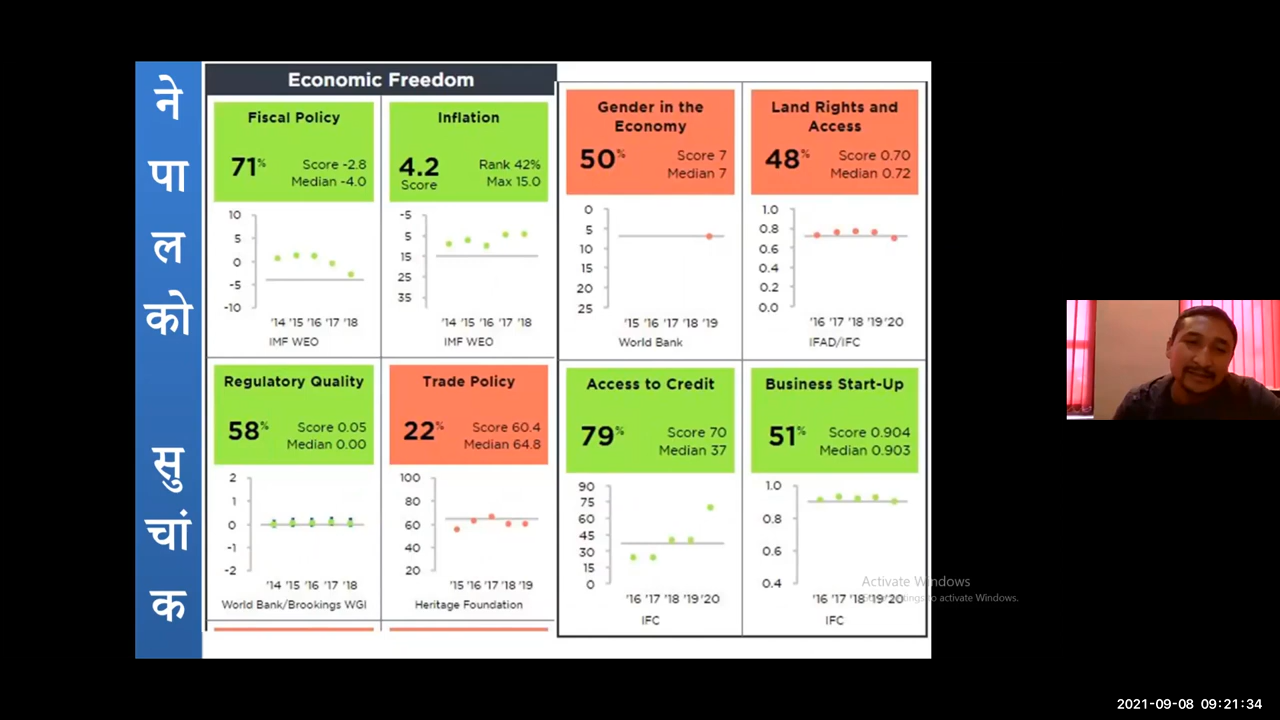 नेपालको सुचांक
Economic Freedom
Fiscal Policy
71%
Score -2.8
Median -4.0
10
5
0
-5
-10
'14 '15 '16 '17 '18
IMF WEO
Inflation
4.2
Score
Rank 42%
Max 15.0
-5
5
15
25
35
'14 '15 '16 '17 '18
IMF WEO
Gender in the
Economy
50%
Score 7
Median 7
0
5
10
15
20
25
'15 '16 '17 '18 '19
World Bank
Land Rights and
Access
48%
Score 0.70
Median 0.72
1.0
0.8
0.6
0.4
0.2
0.0
'16 '17 '18 '19 '20
IFAD/IFC
Regulatory Quality
58%
Score 0.05
Median 0.00
2
1
0
-1
-2
'14 '15 '16 '17 '18
World Bank/Brookings WGI
Trade Policy
22%
Score 60.4
Median 64.8
100
80
60
40
20
'15 '16 '17 '18 '19
Heritage Foundation
Access to Credit
79%
Score 70
Median 37
90
75
60
45
30
15
0
'16 '17 '18 '19 '20
IFC
Business Start-Up
51%
Score 0.904
Median 0.903
1.0
0.8
0.6
0.4
'16 '17 '18 '19 '20
IFC
Activate Windows
to activate Windows.
2021-09-08 09:21:34